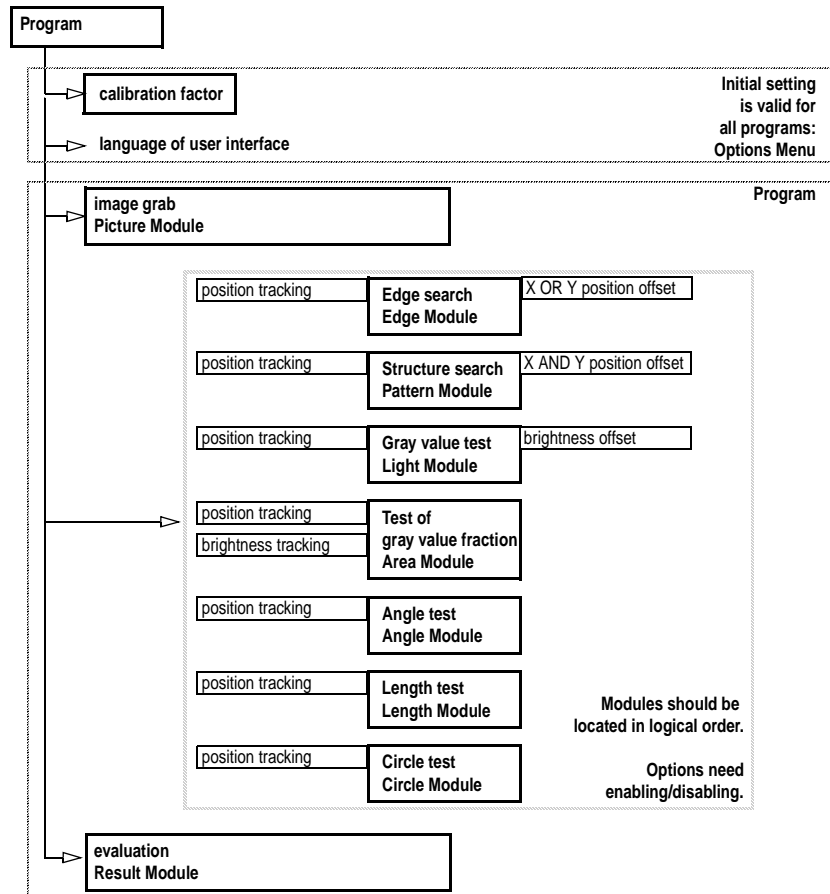 Program
calibration factor
language of user interface
Initial setting
is valid for
all programs:
Options Menu
Program
image grab
Picture Module
position tracking
Edge search
Edge Module
X OR Y position offset
position tracking
Structure search
Pattern Module
X AND Y position offset
position tracking
Gray value test
Light Module
brightness offset
position tracking
brightness tracking
Test of
gray value fraction
Area Module
position tracking
Angle test
Angle Module
position tracking
Length test
Length Module
position tracking
Circle test
Circle Module
Modules should be
located in logical order.
Options need
enabling/disabling.
evaluation
Result Module